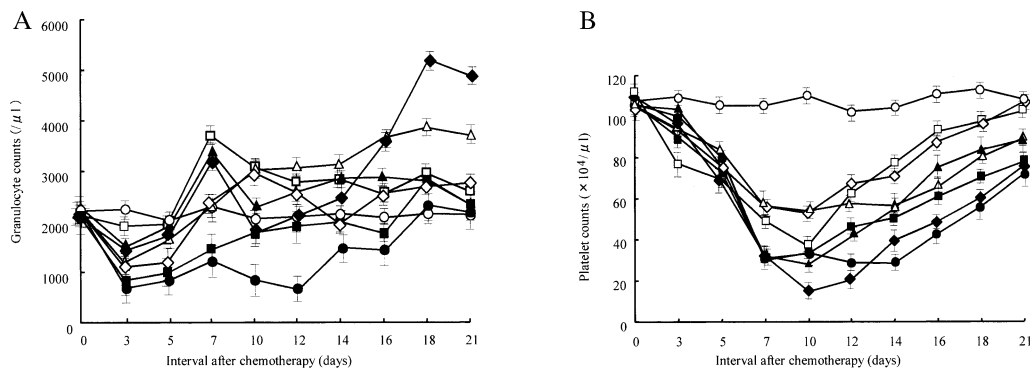 A
6000
5000
4000
3000
2000
1000
0
Granulocyte counts (/μl)
0 3 5 7 10 12 14 16 18 21
Interval after chemotherapy (days)
B
120
100
80
60
40
20
0
Platelet counts (×10⁴/μl)
0 3 5 7 10 12 14 16 18 21
Interval after chemotherapy (days)